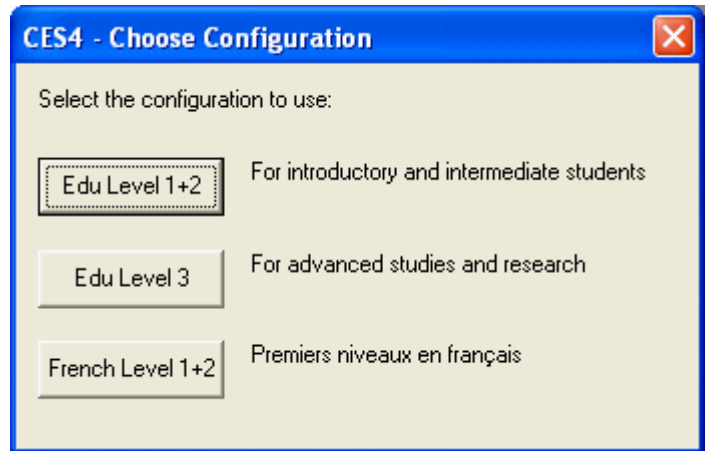 CES4 - Choose Configuration
Select the configuration to use:
Edu Level 1+2
For introductory and intermediate students
Edu Level 3
For advanced studies and research
French Level 1+2
Premiers niveaux en français